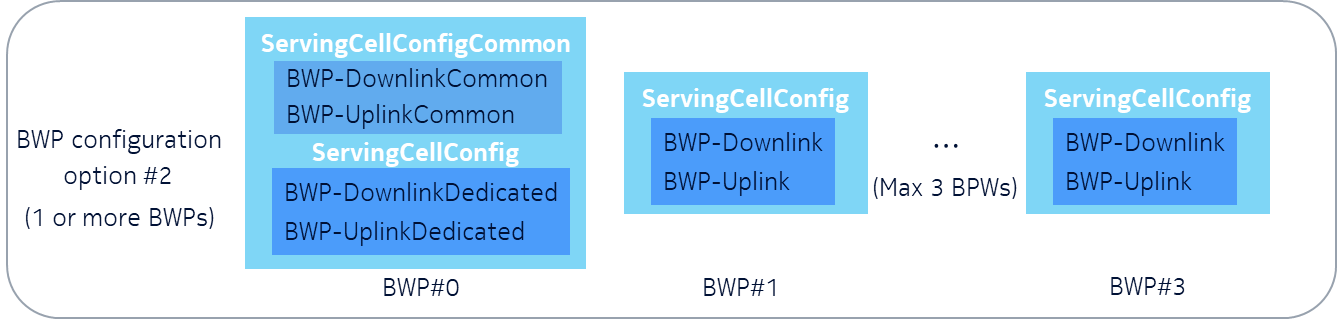 BWP configuration
option #2
(1 or more BWPs)
ServingCellConfigCommon
BWP-DownlinkCommon
BWP-UplinkCommon
ServingCellConfig
BWP-DownlinkDedicated
BWP-UplinkDedicated
BWP#0
ServingCellConfig
BWP-Downlink
BWP-Uplink
BWP#1
...
(Max 3 BPWs)
ServingCellConfig
BWP-Downlink
BWP-Uplink
BWP#3